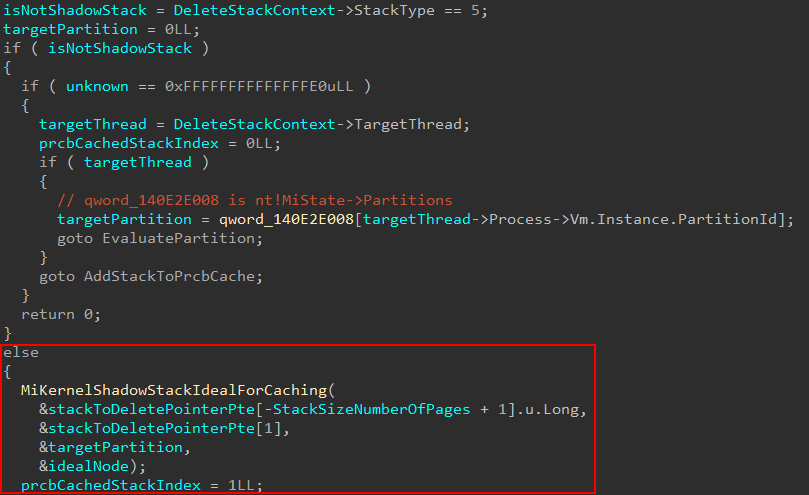 isNotShadowStack = DeleteStackContext->StackType == 5;
targetPartition = 0LL;
if ( isNotShadowStack )
{
  if ( unknown == 0xFFFFFFFFFFFFFE0uLL )
  {
    targetThread = DeleteStackContext->TargetThread;
    prcbCachedStackIndex = 0LL;
    if ( targetThread )
    {
      // qword_140E2E008 is nt!MiState->Partitions
      targetPartition = qword_140E2E008[targetThread->Process->Vm.Instance.PartitionId];
      goto EvaluatePartition;
    }
    goto AddStackToPrcbCache;
  }
  return 0;
}
else
{
  MiKernelShadowStackIdealForCaching(
    &stackToDeletePointerPte[-StackSizeNumberOfPages + 1].u.Long,
    &stackToDeletePointerPte[1],
    &targetPartition,
    &idealNode);
  prcbCachedStackIndex = 1LL;